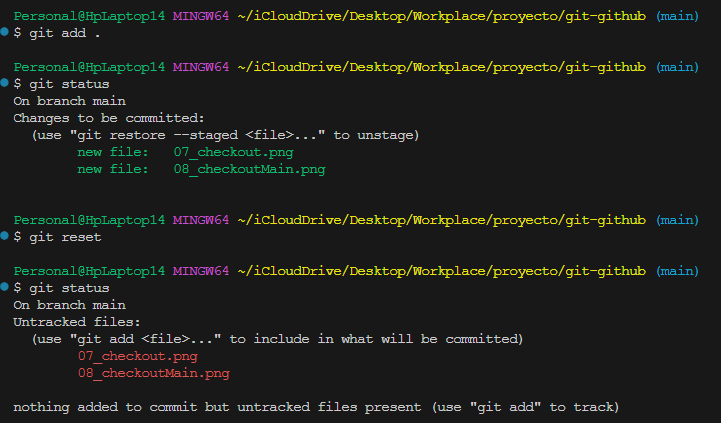 Personal@HpLaptop14 MINGW64 ~/iCloudDrive/Desktop/Workplace/proyecto/git-github (main)
$ git add .
Personal@HpLaptop14 MINGW64 ~/iCloudDrive/Desktop/Workplace/proyecto/git-github (main)
$ git status
On branch main
Changes to be committed:
  (use "git restore --staged <file>..." to unstage)
        new file:   07_checkout.png
        new file:   08_checkoutMain.png
Personal@HpLaptop14 MINGW64 ~/iCloudDrive/Desktop/Workplace/proyecto/git-github (main)
$ git reset
Personal@HpLaptop14 MINGW64 ~/iCloudDrive/Desktop/Workplace/proyecto/git-github (main)
$ git status
On branch main
Untracked files:
  (use "git add <file>..." to include in what will be committed)
        07_checkout.png
        08_checkoutMain.png
nothing added to commit but untracked files present (use "git add" to track)